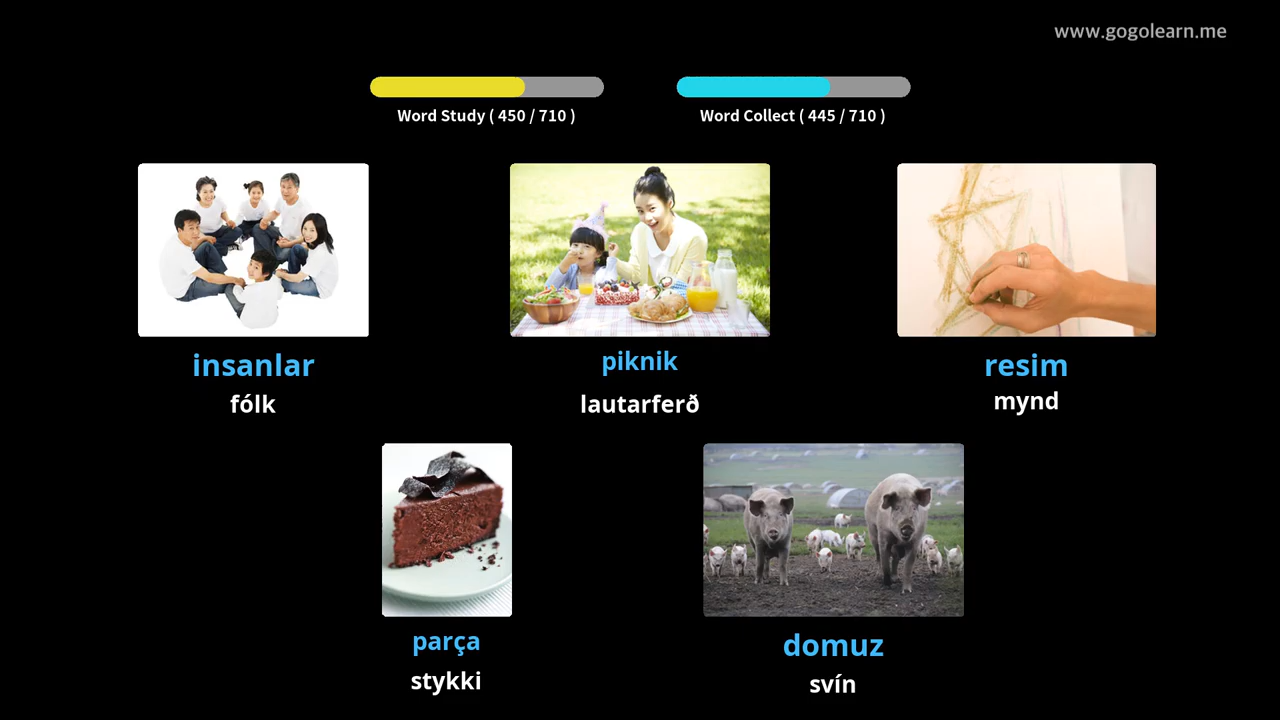 www.gogolearn.me
Word Study ( 450 / 710 )
Word Collect ( 445 / 710 )
insanlar
fólk
piknik
lautarferð
resim
mynd
parça
stykki
domuz
svín